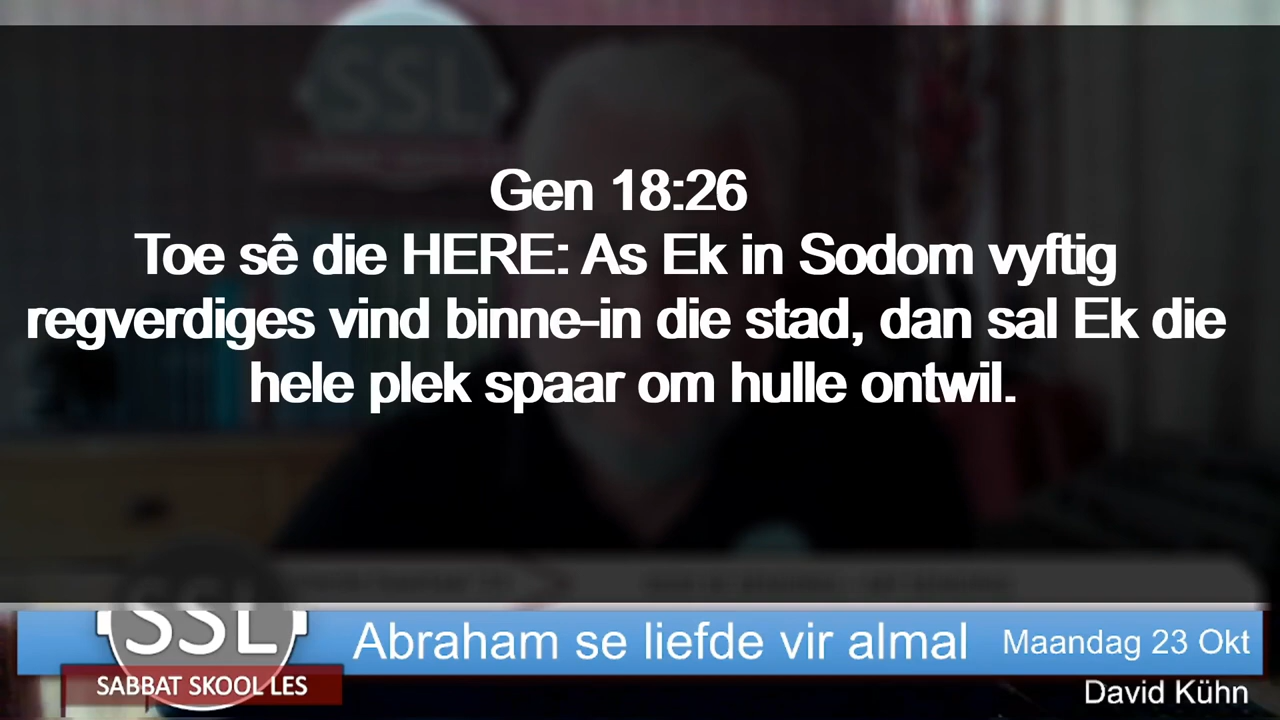 SSL
Gen 18:26
Toe sê die HERE: As Ek in Sodom vyftig
regverdiges vind binne-in die stad, dan sal Ek die
hele plek spaar om hulle ontwil.
SSL
SABBAT SKOOL LES
Abraham se liefde vir almal
Maandag 23 Okt
David Kühn